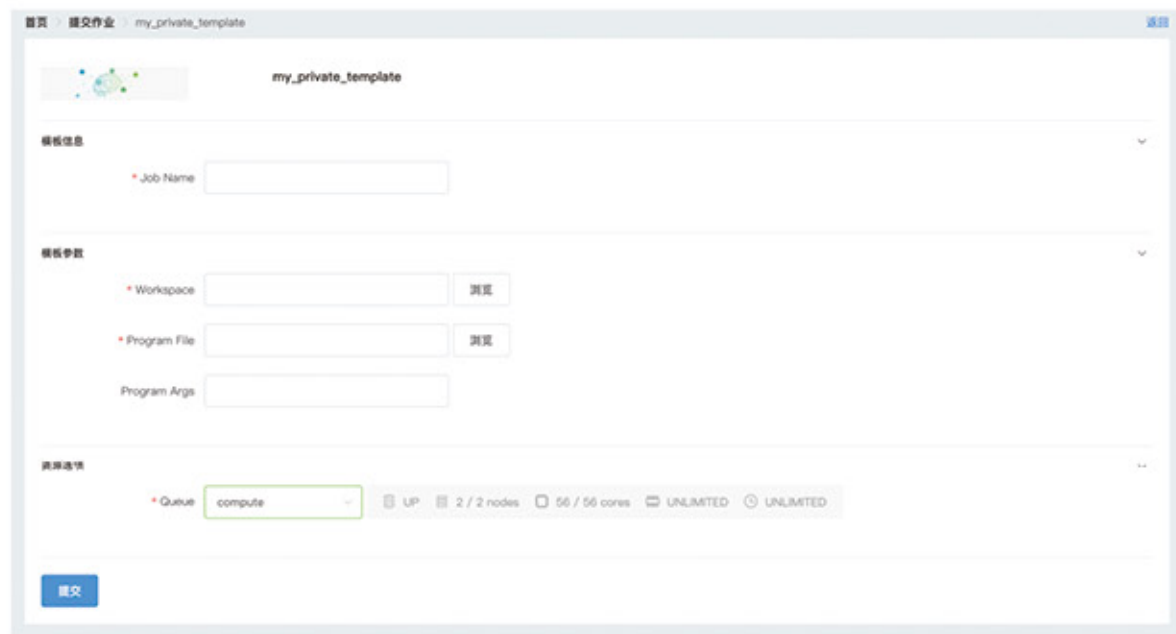 首页 > 提交作业 > my_private_template 返回
my_private_template
模板信息
* Job Name
模板参数
* Workspace 浏览
* Program File 浏览
Program Args
资源选项
* Queue compute UP 2 / 2 nodes 56 / 56 cores UNLIMITED UNLIMITED
提交